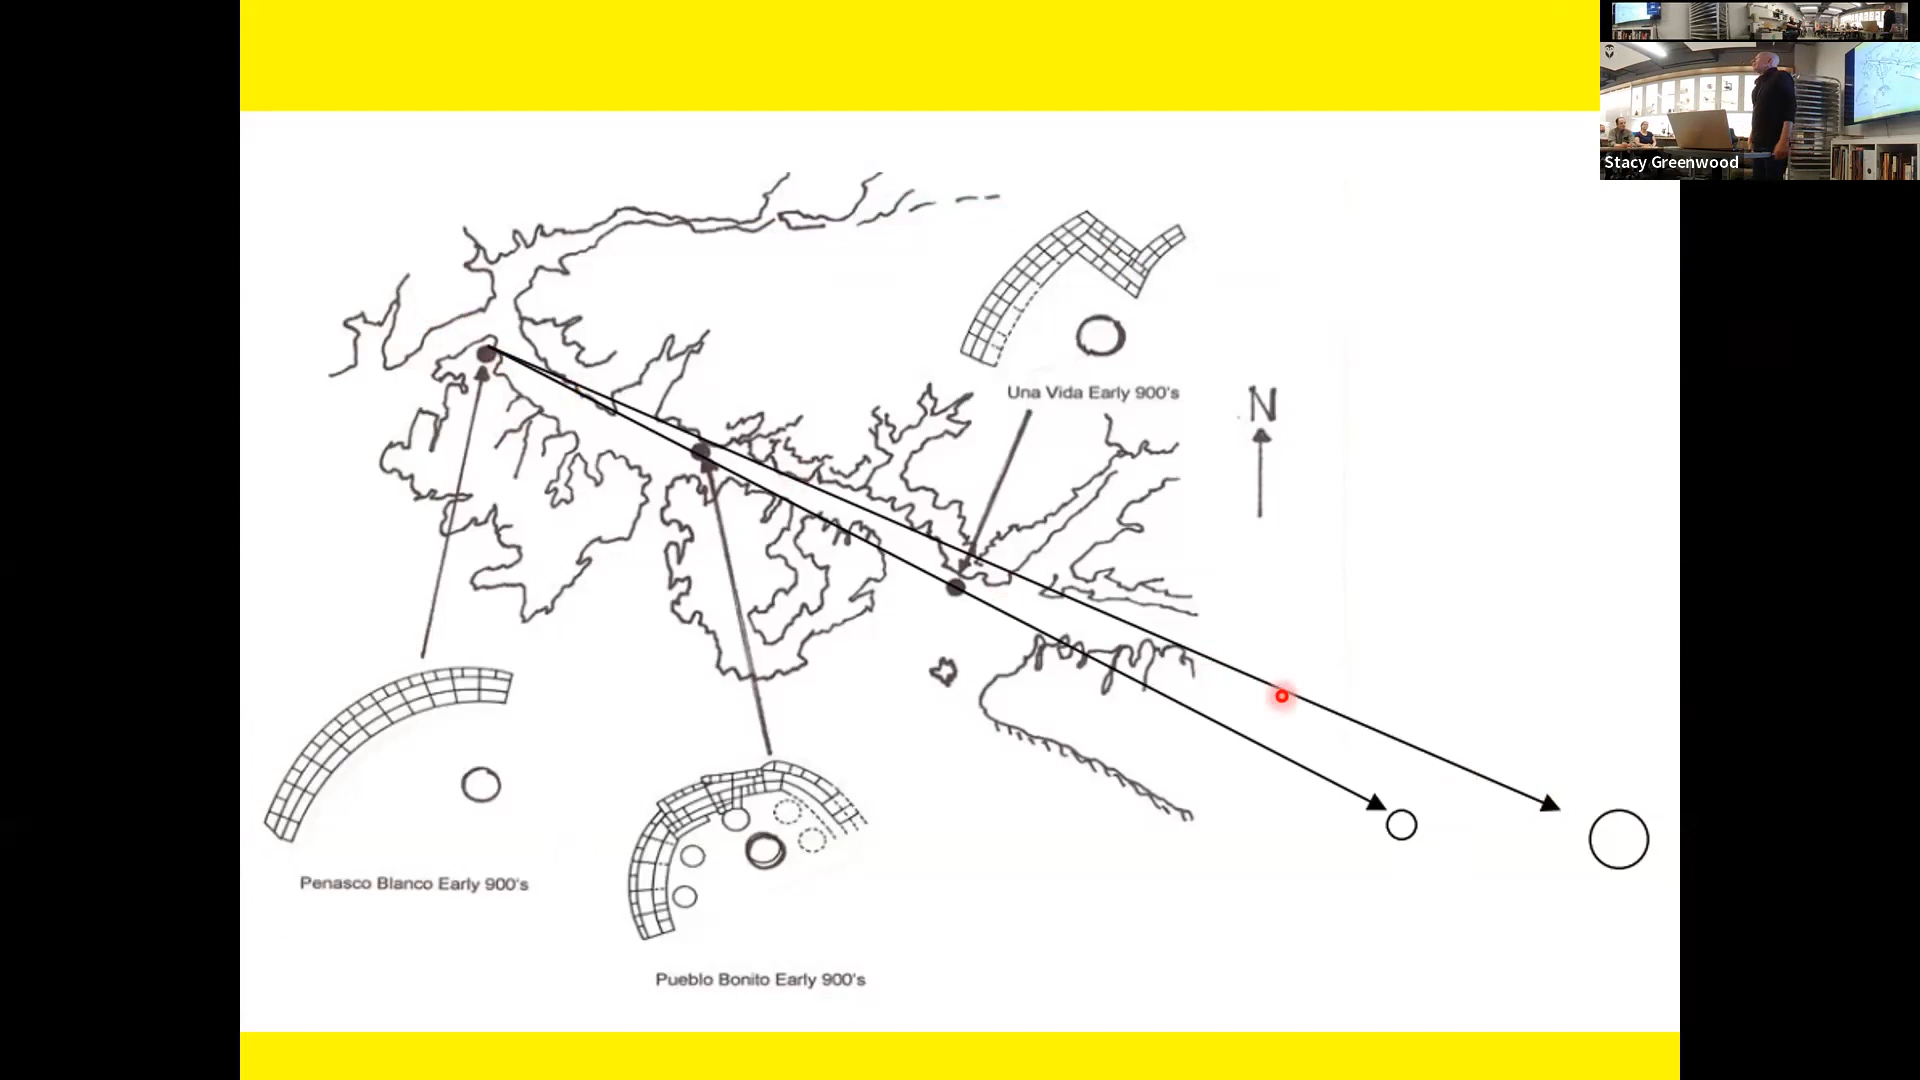 Stacy Greenwood
Una Vida Early 900's
N
Penasco Blanco Early 900's
Pueblo Bonito Early 900's